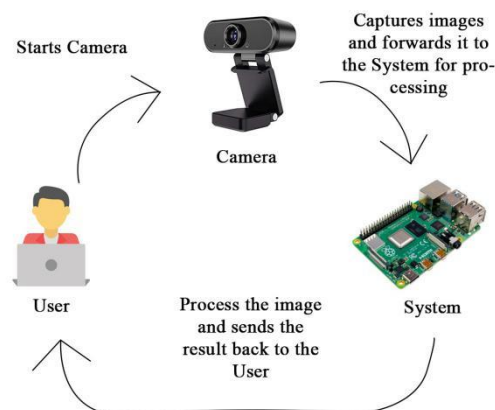 Starts Camera
Captures images
and forwards it to
the System for pro-
cessing
Camera
User
System
Process the image
and sends the
result back to the
User